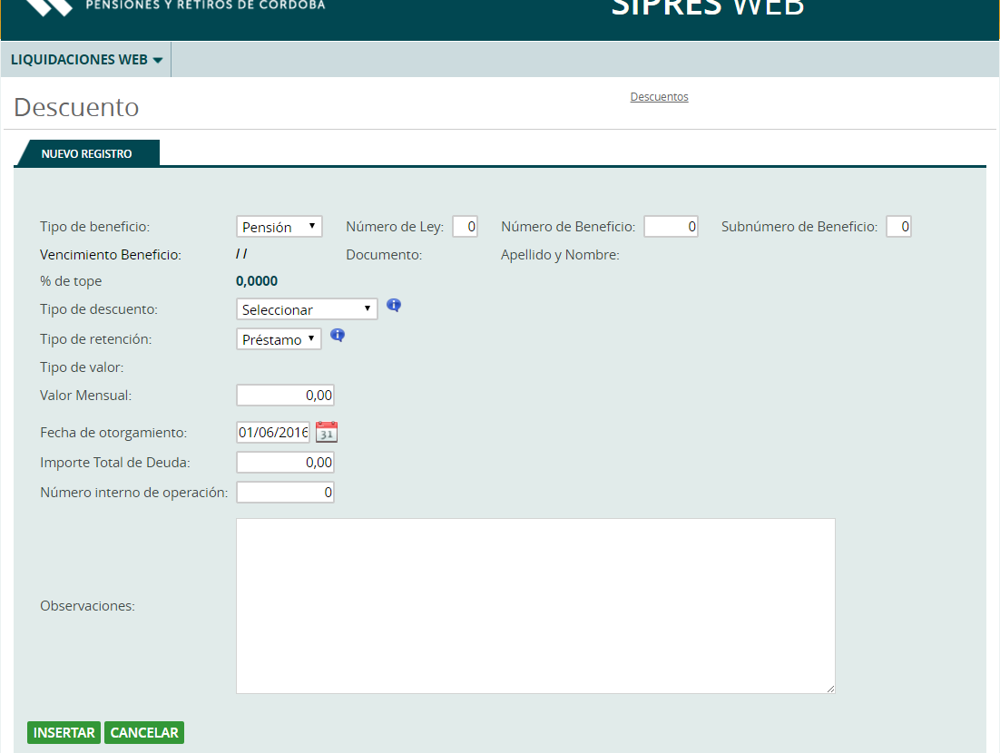 PENSIONES Y RETIROS DE CÓRDOBA
SIPRES WEB
LIQUIDACIONES WEB
Descuentos
Descuento
NUEVO REGISTRO
Tipo de beneficio: Pensión Número de Ley: 0 Número de Beneficio: 0 Subnúmero de Beneficio: 0
Vencimiento Beneficio: / / Documento: Apellido y Nombre:
% de tope 0,0000
Tipo de descuento: Seleccionar
Tipo de retención: Préstamo
Tipo de valor:
Valor Mensual: 0,00
Fecha de otorgamiento: 01/06/2016 31
Importe Total de Deuda: 0,00
Número interno de operación: 0
Observaciones:
INSERTAR CANCELAR